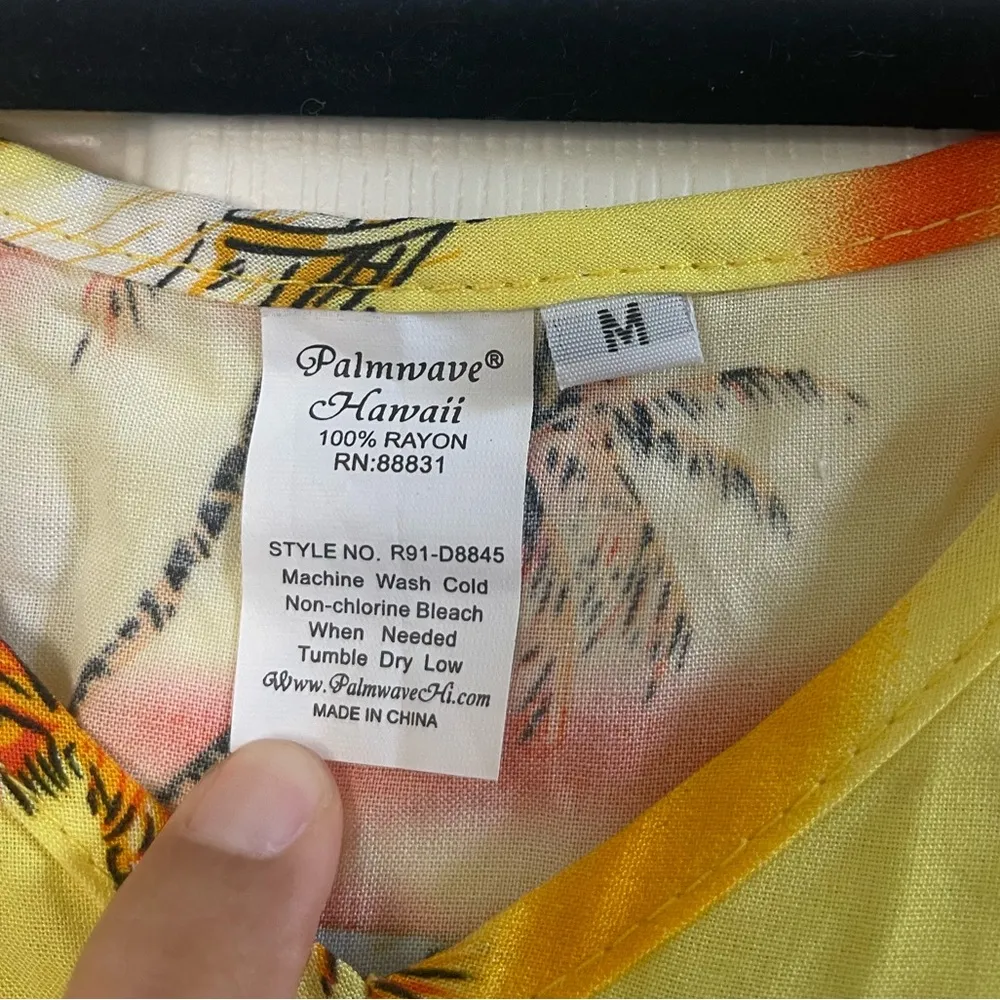 Palmwave®
Hawaii
100% RAYON
RN:88831
STYLE NO. R91-D8845
Machine Wash Cold
Non-chlorine Bleach
When Needed
Tumble Dry Low
Www.PalmwaveHi.com
MADE IN CHINA
M